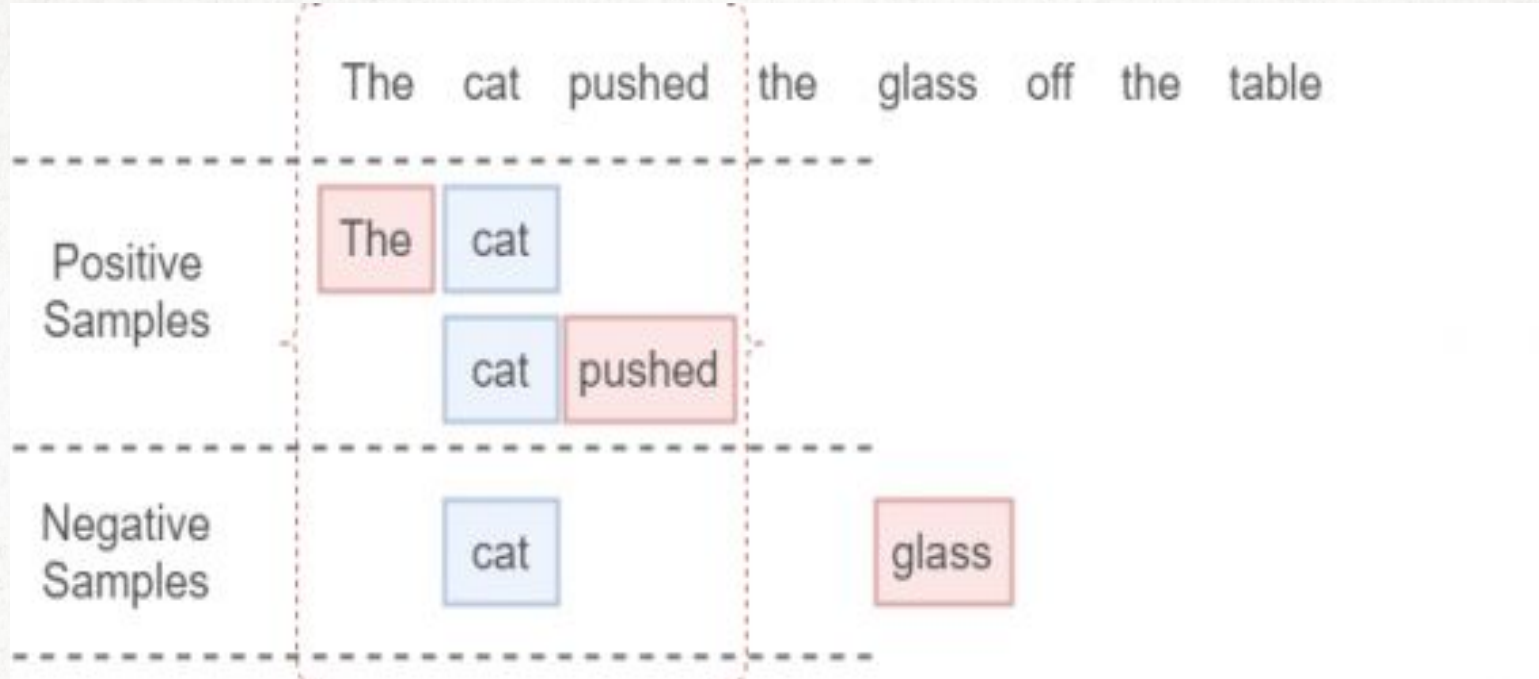 The cat pushed the glass off the table
Positive
Samples
The cat
cat pushed
Negative
Samples
cat glass